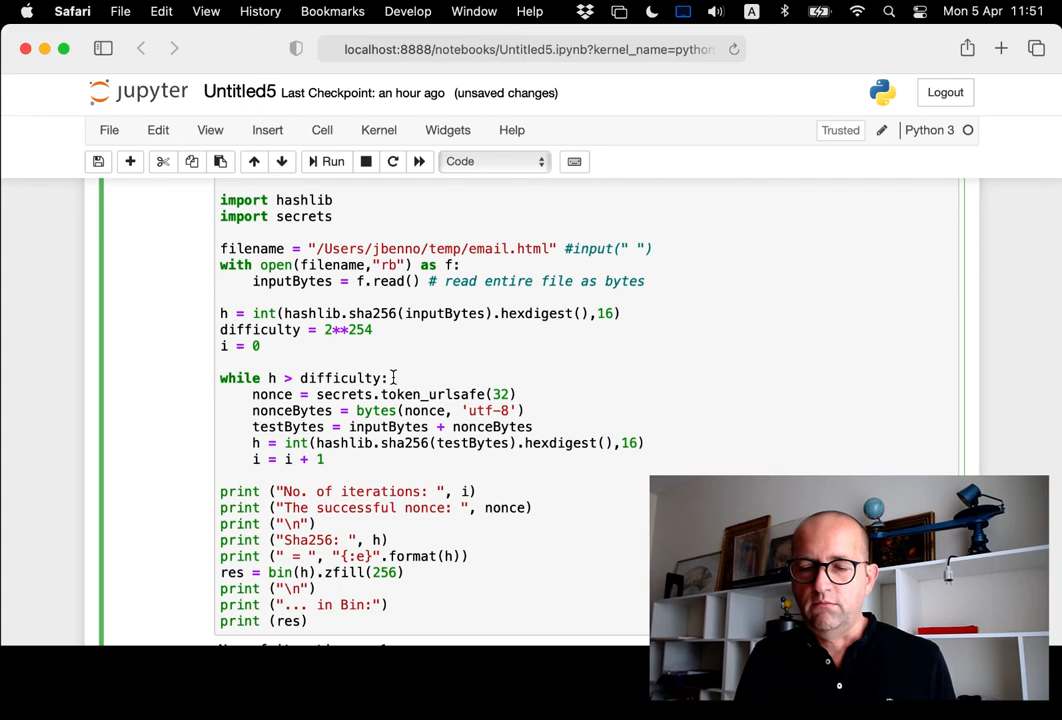 Safari File Edit View History Bookmarks Develop Window Help A Mon 5 Apr 11:51
localhost:8888/notebooks/Untitled5.ipynb?kernel_name=python
jupyter Untitled5 Last Checkpoint: an hour ago (unsaved changes) Logout
File Edit View Insert Cell Kernel Widgets Help Trusted Python 3
Run Code
import hashlib
import secrets
filename = "/Users/jbenno/temp/email.html" #input(" ")
with open(filename,"rb") as f:
inputBytes = f.read() # read entire file as bytes
h = int(hashlib.sha256(inputBytes).hexdigest(),16)
difficulty = 2**254
i = 0
while h > difficulty:
nonce = secrets.token_urlsafe(32)
nonceBytes = bytes(nonce, 'utf-8')
testBytes = inputBytes + nonceBytes
h = int(hashlib.sha256(testBytes).hexdigest(),16)
i = i + 1
print ("No. of iterations: ", i)
print ("The successful nonce: ", nonce)
print ("\n")
print ("Sha256: ", h)
print (" = ", "{:e}".format(h))
res = bin(h).zfill(256)
print ("\n")
print ("... in Bin:")
print (res)